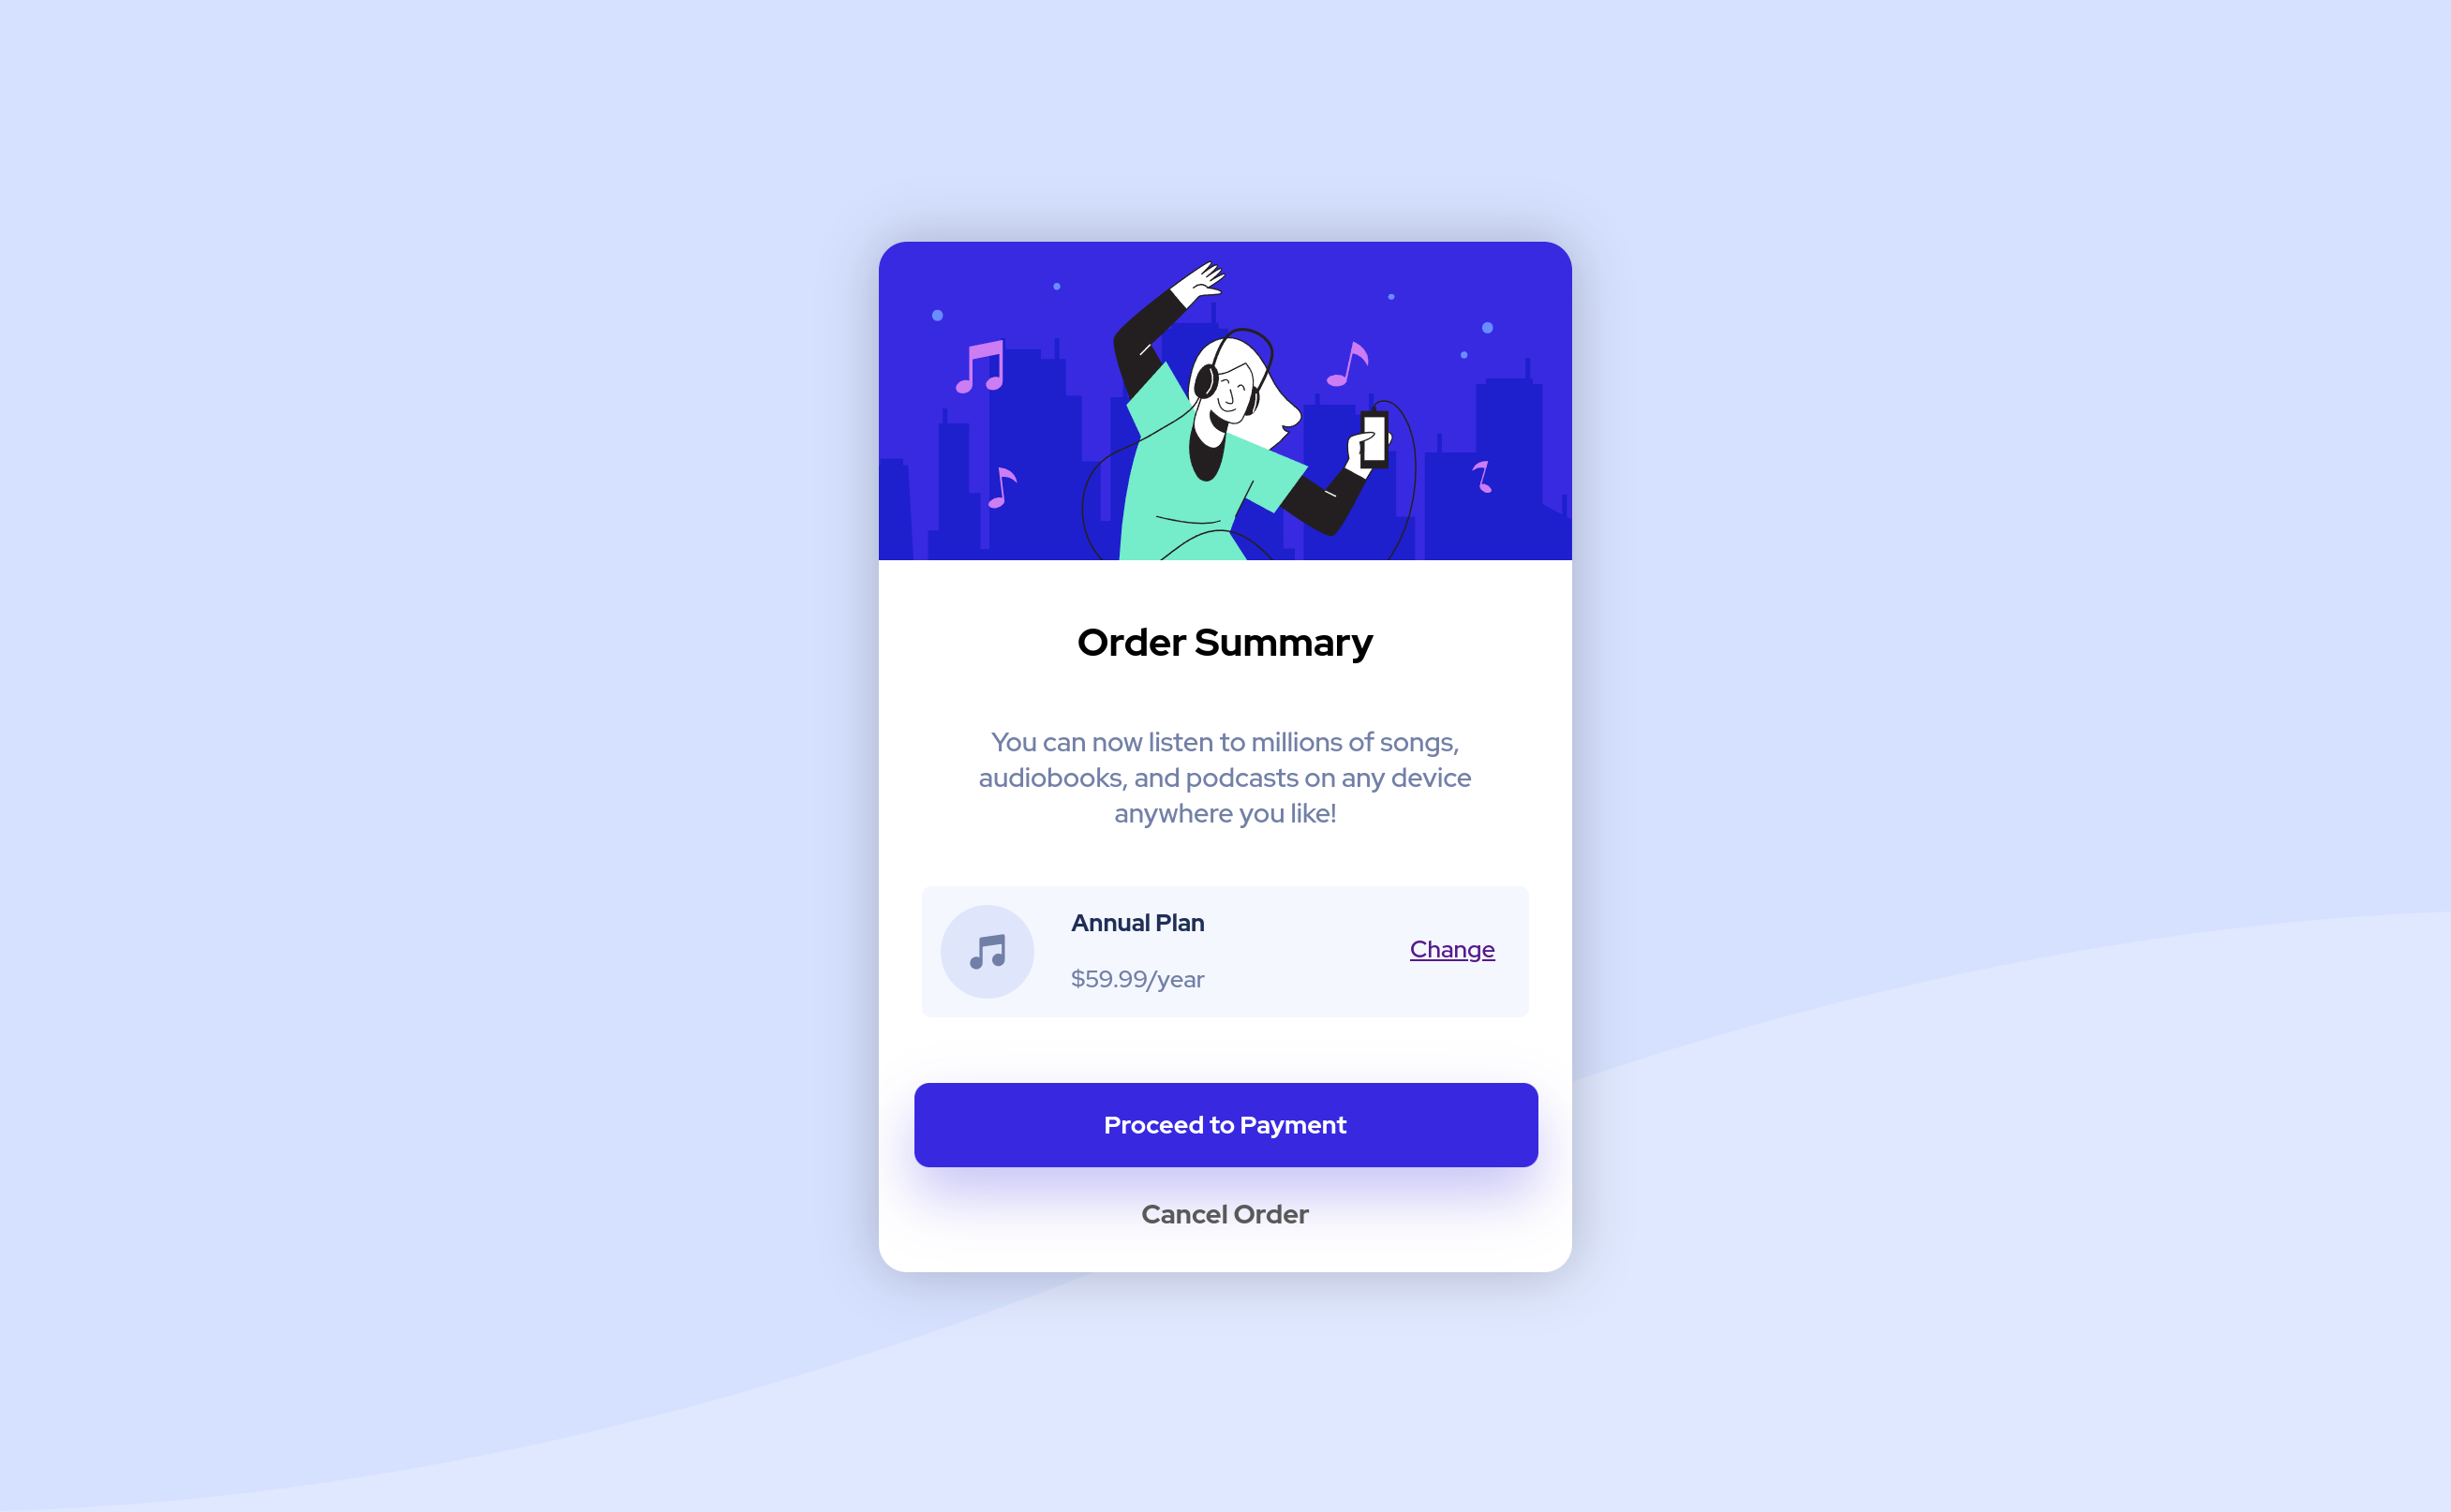 Order Summary
You can now listen to millions of songs,
audiobooks, and podcasts on any device
anywhere you like!
Annual Plan
$59.99/year
Change
Proceed to Payment
Cancel Order